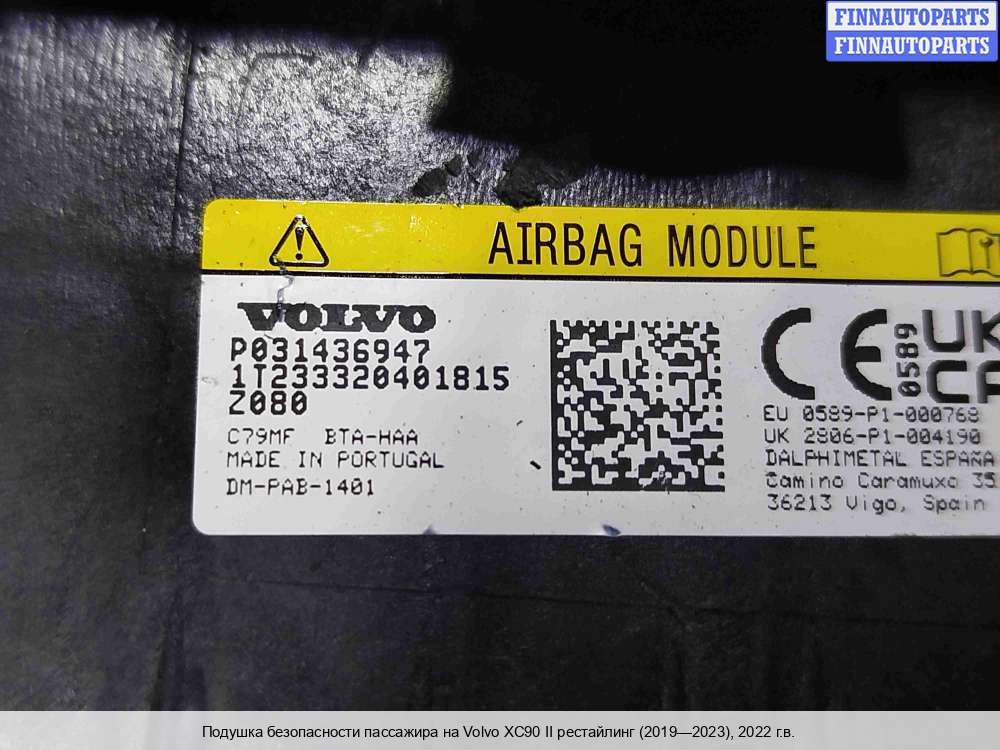 FINNAUTOPARTS
FINNAUTOPARTS
AIRBAG MODULE
VOLVO
P031436947
1T233320401815
Z080
C79MF BTA-HAA
MADE IN PORTUGAL
DM-PAB-1401
CE 0589 UK CA
EU 0589-P1-000768
UK 2806-P1-004190
DALPHIMETAL ESPAÑA
Camino Caramuxo 35
36213 Vigo, Spain
Подушка безопасности пассажира на Volvo XC90 II рестайлинг (2019—2023), 2022 г.в.